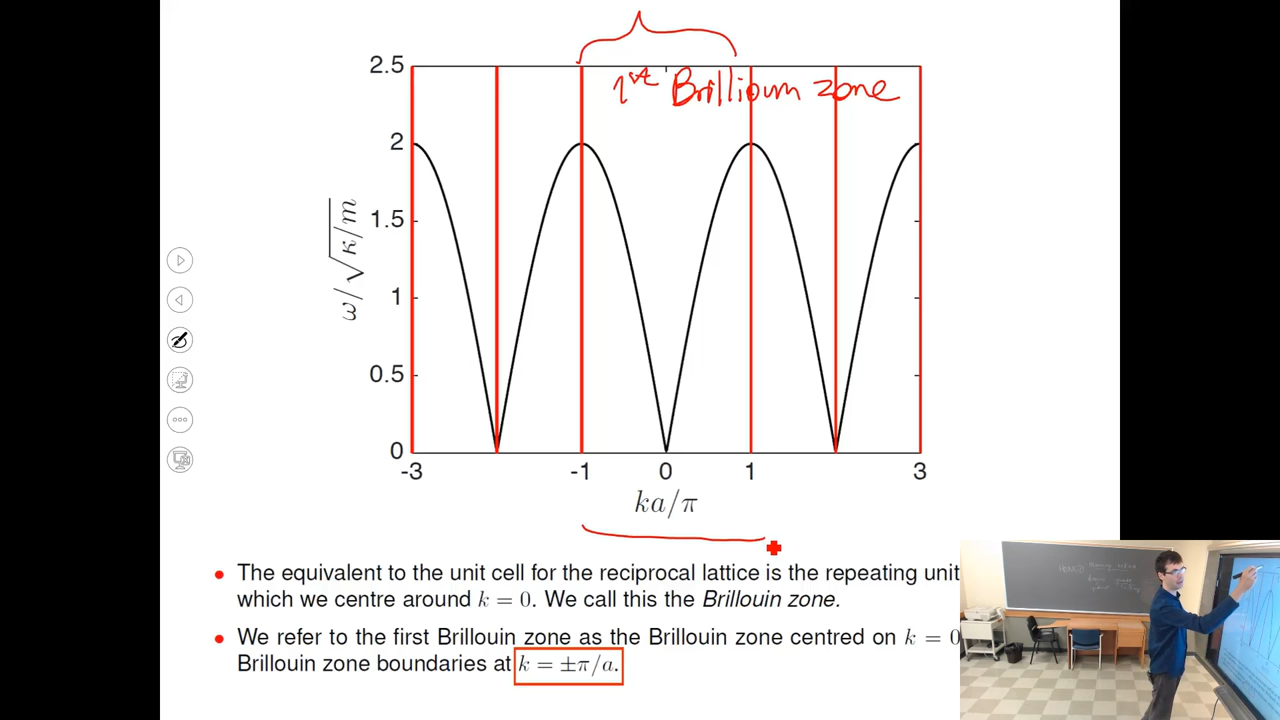 1st Brillioum zone
2.5
2
1.5
1
0.5
0
ω/√κ/m
-3 -1 0 1 3
ka/π
• The equivalent to the unit cell for the reciprocal lattice is the repeating unit
which we centre around k = 0. We call this the Brillouin zone.
• We refer to the first Brillouin zone as the Brillouin zone centred on k = 0
Brillouin zone boundaries at k = ±π/a.